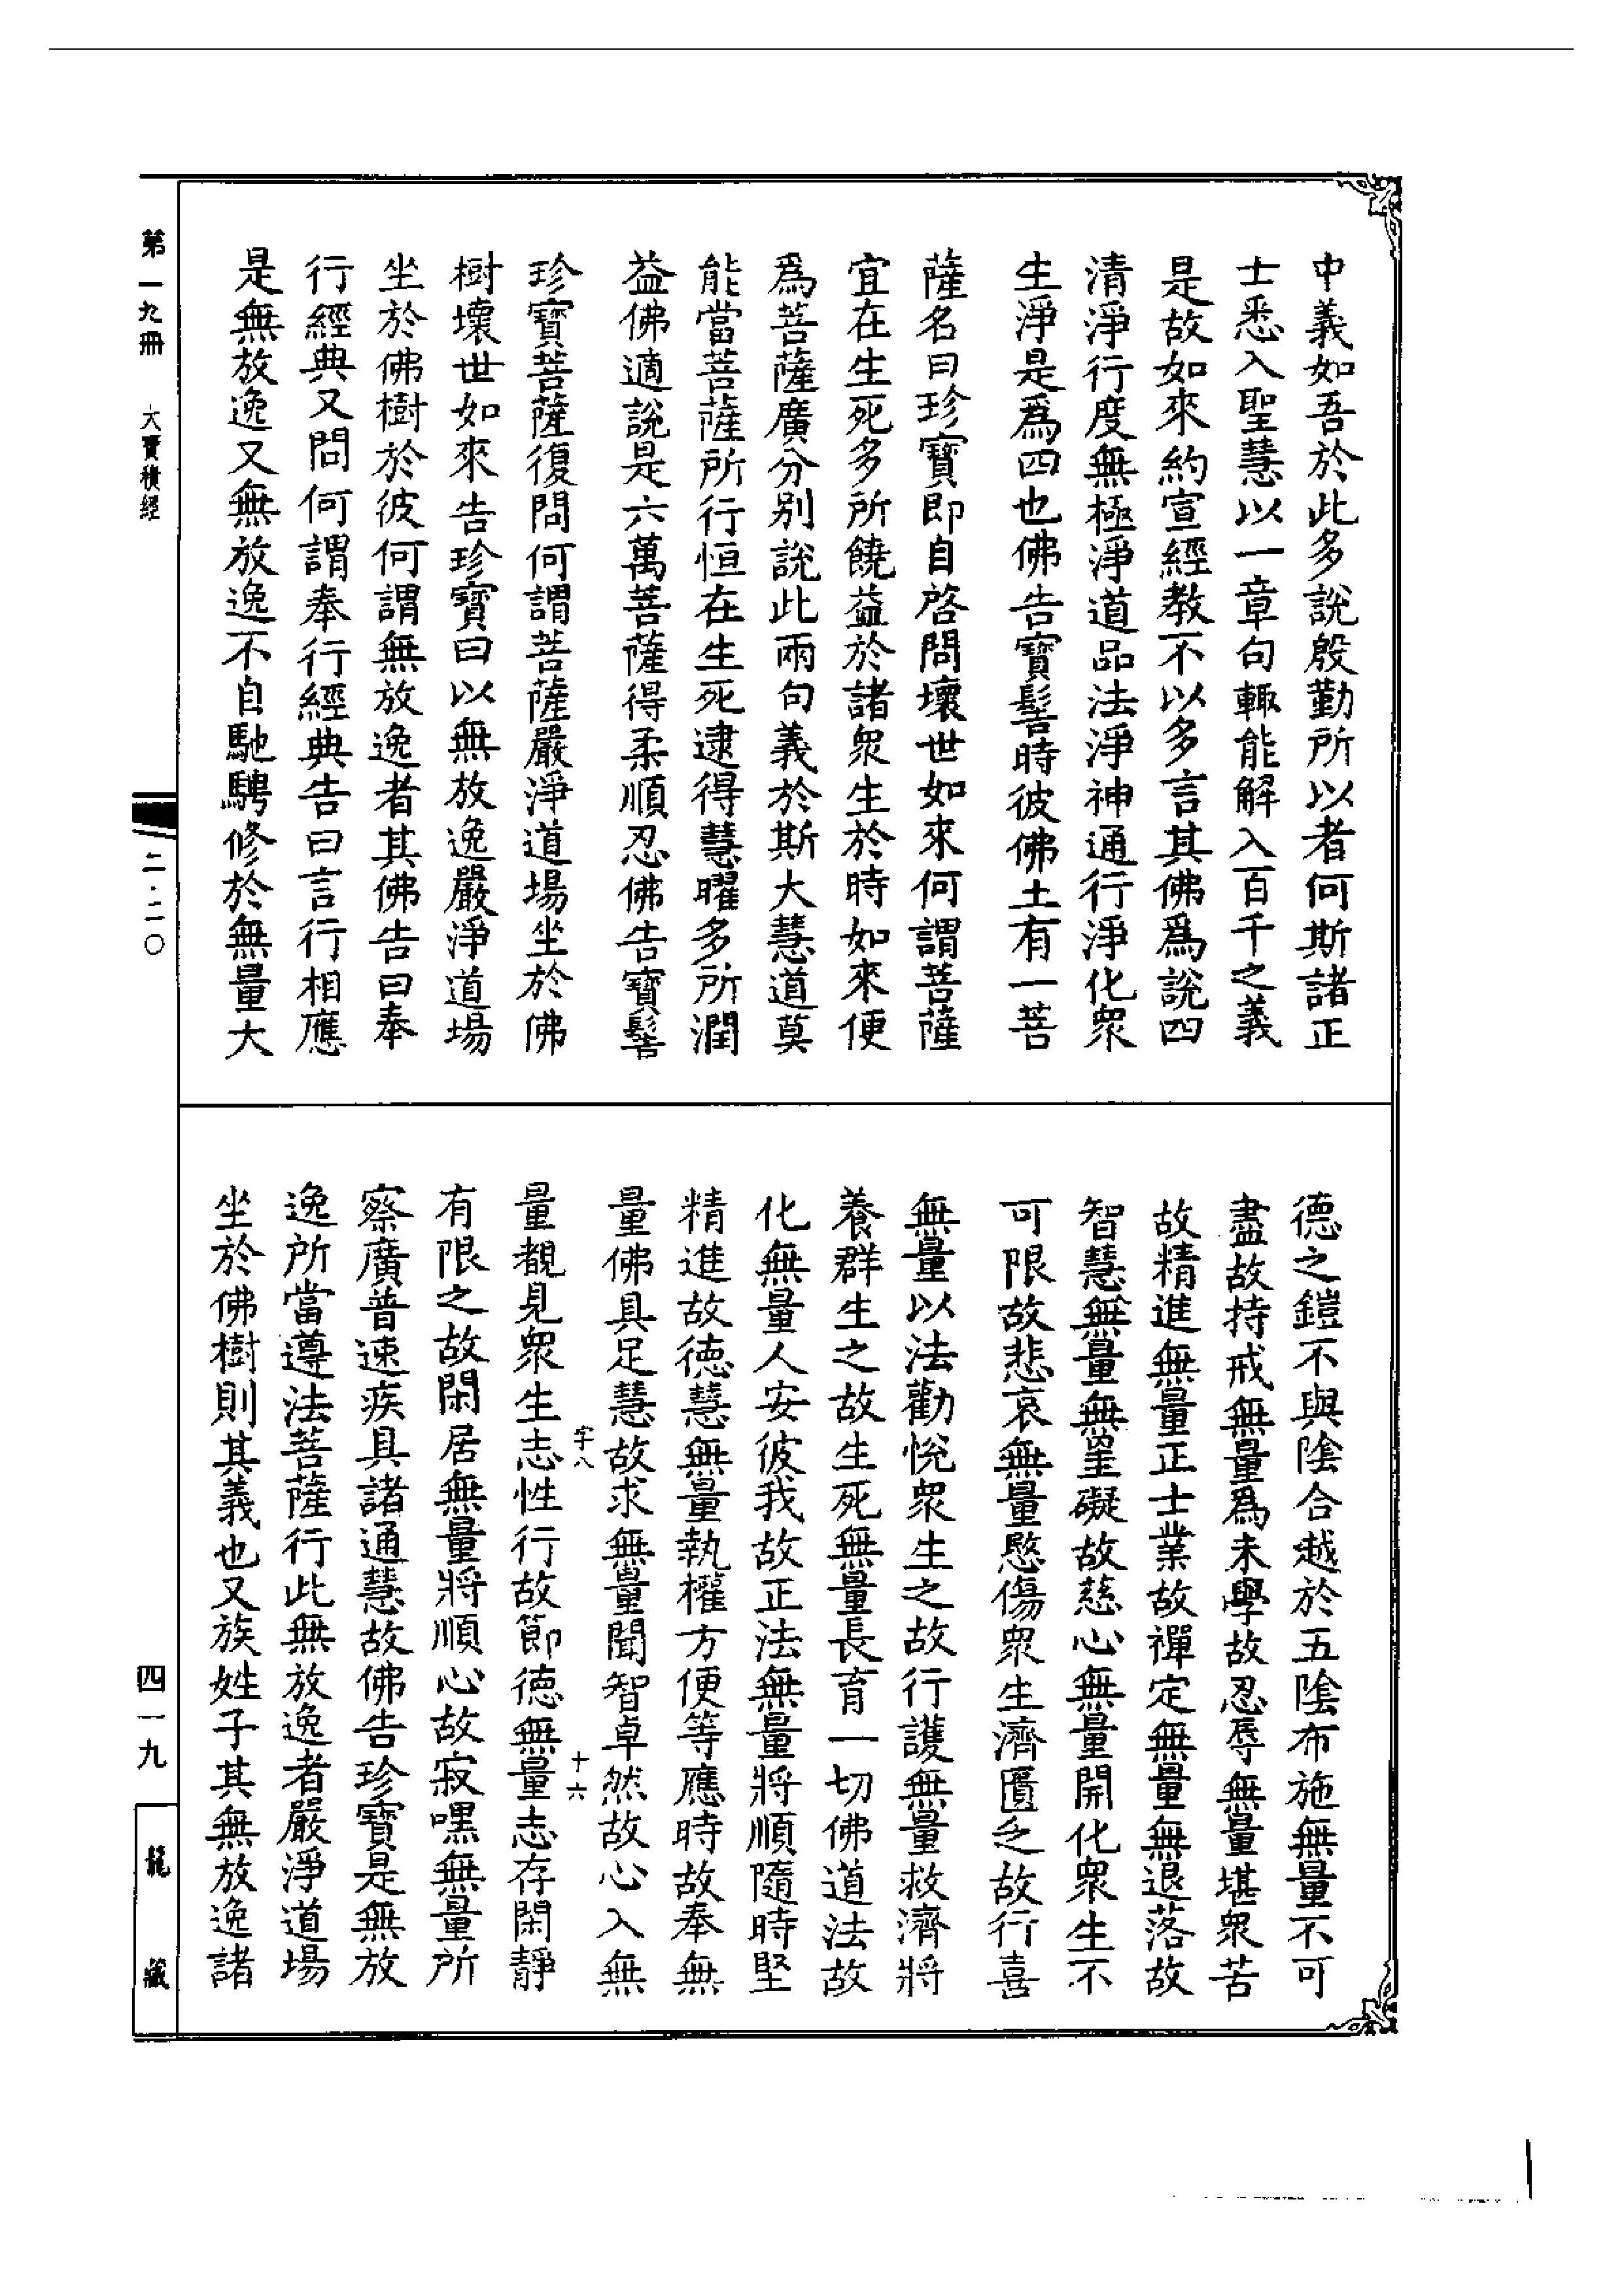 中義如吾於此多說殷勤所以者何斯諸正
士悉入聖慧以一章句輒能解入百千之義
是故如來約宣經教不以多言其佛爲說四
清淨行度無極淨道品法淨神通行淨化衆
生淨是爲四也佛告寶髻時彼佛土有一菩
薩名曰珍寶即自啓問壞世如來何謂菩薩
宜在生死多所饒益於諸衆生於時如來便
爲菩薩廣分別說此兩句義於斯大慧道莫
能當菩薩所行恒在生死逮得慧曜多所潤
益佛適說是六萬菩薩得柔順忍佛告寶髻
珍寶菩薩復問何謂菩薩嚴淨道場坐於佛
樹壞世如來告珍寶曰以無放逸嚴淨道場
坐於佛樹於彼何謂無放逸者其佛告曰奉
行經典又問何謂奉行經典告曰言行相應
是無放逸又無放逸不自馳騁修於無量大
德之鎧不與陰合越於五陰布施無量不可
盡故持戒無量爲未學故忍辱無量堪衆苦
故精進無量正士業故禪定無量無退落故
智慧無量無罣礙故慈心無量開化衆生不
可限故悲哀無量愍傷衆生濟匱乏故行喜
無量以法勸悅衆生之故行護無量救濟將
養群生之故生死無量長育一切佛道法故
化無量人安彼我故正法無量將順隨時堅
精進故德慧無量執權方便等應時故奉無
量佛具足慧故求無量聞智卓然故心入無
字八 十六
量覩見衆生志性行故節德無量志存閑靜
有限之故閑居無量將順心故寂嘿無量所
察廣普速疾具諸通慧故佛告珍寶是無放
逸所當遵法菩薩行此無放逸者嚴淨道場
坐於佛樹則其義也又族姓子其無放逸諸
第一九冊 大寶積經
二·二〇
四一九
龍藏